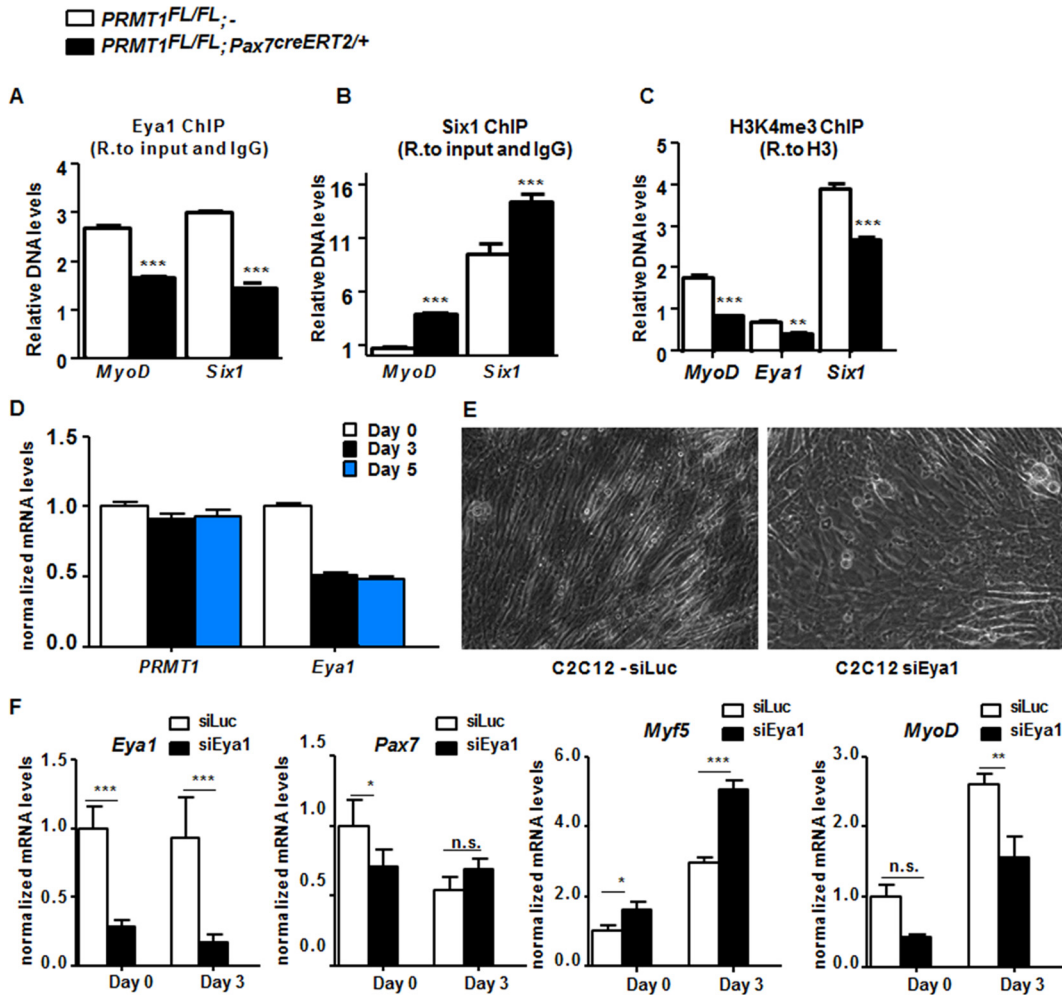 PRMT1FL/FL;-
PRMT1FL/FL;Pax7creERT2/+
A
Eya1 ChIP
(R.to input and IgG)
Relative DNA levels
4
3
2
1
0
***
***
MyoD
Six1
B
Six1 ChIP
(R.to input and IgG)
Relative DNA levels
16
11
6
1
***
***
MyoD
Six1
C
H3K4me3 ChIP
(R.to H3)
Relative DNA levels
4
3
2
1
0
***
**
***
MyoD
Eya1
Six1
D
normalized mRNA levels
1.5
1.0
0.5
0.0
Day 0
Day 3
Day 5
PRMT1
Eya1
E
C2C12 - siLuc
C2C12 siEya1
F
siLuc
siEya1
Eya1
normalized mRNA levels
1.5
1.0
0.5
0.0
***
***
Day 0
Day 3
siLuc
siEya1
Pax7
normalized mRNA levels
1.5
1.0
0.5
0.0
*
n.s.
Day 0
Day 3
siLuc
siEya1
Myf5
normalized mRNA levels
6.0
4.0
2.0
0.0
*
***
Day 0
Day 3
siLuc
siEya1
MyoD
normalized mRNA levels
3.0
2.0
1.0
0.0
n.s.
**
Day 0
Day 3